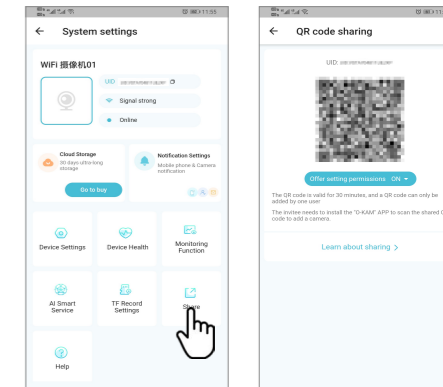 11:55
System settings
WiFi 摄像机01
UID
Signal strong
Online
Cloud Storage
30 days ultra-long
storage
Go to buy
Notification Settings
Mobile phone & Camera
notification
Device Settings
Device Health
Monitoring
Function
AI Smart
Service
TF Record
Settings
Share
Help
QR code sharing
UID:
Offer setting permissions ON
The QR code is valid for 30 minutes, and a QR code can only be
added by one user
The invitee needs to install the "O-KAM" APP to scan the shared
code to add a camera.
Learn about sharing >